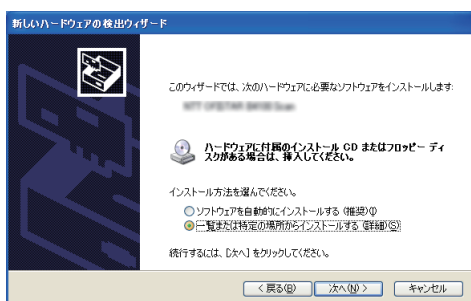 新しいハードウェアの検出ウィザード
このウィザードでは、次のハードウェアに必要なソフトウェアをインストールします:
ハードウェアに付属のインストール CD またはフロッピー ディ
スクがある場合は、挿入してください。
インストール方法を選んでください。
ソフトウェアを自動的にインストールする (推奨)(I)
一覧または特定の場所からインストールする (詳細)(S)
続行するには、[次へ] をクリックしてください。
< 戻る(B) 次へ(N) > キャンセル